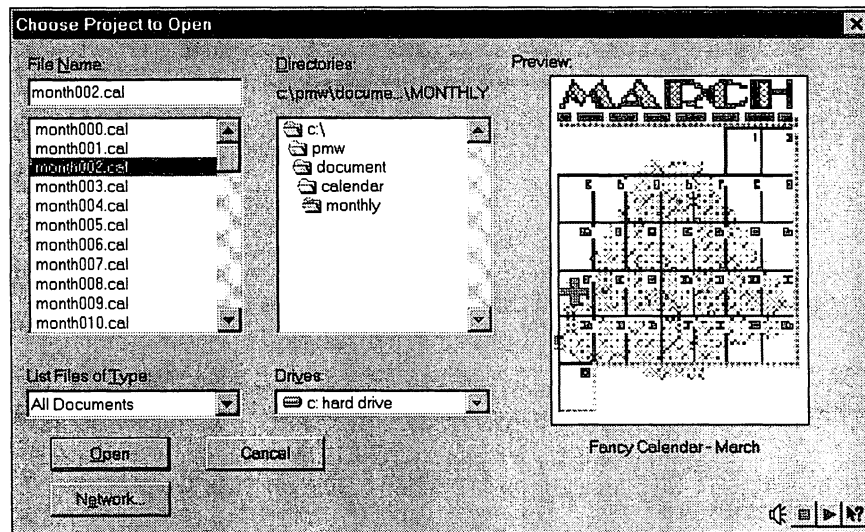 Choose Project to Open
File Name:
month002.cal
month000.cal
month001.cal
month002.cal
month003.cal
month004.cal
month005.cal
month006.cal
month007.cal
month008.cal
month009.cal
month010.cal
List Files of Type:
All Documents
Open
Cancel
Network...
Directories:
c:\pmw\docume...\MONTHLY
c:\
pmw
document
calendar
monthly
Drives:
c: hard drive
Preview:
MARCH
Fancy Calendar - March